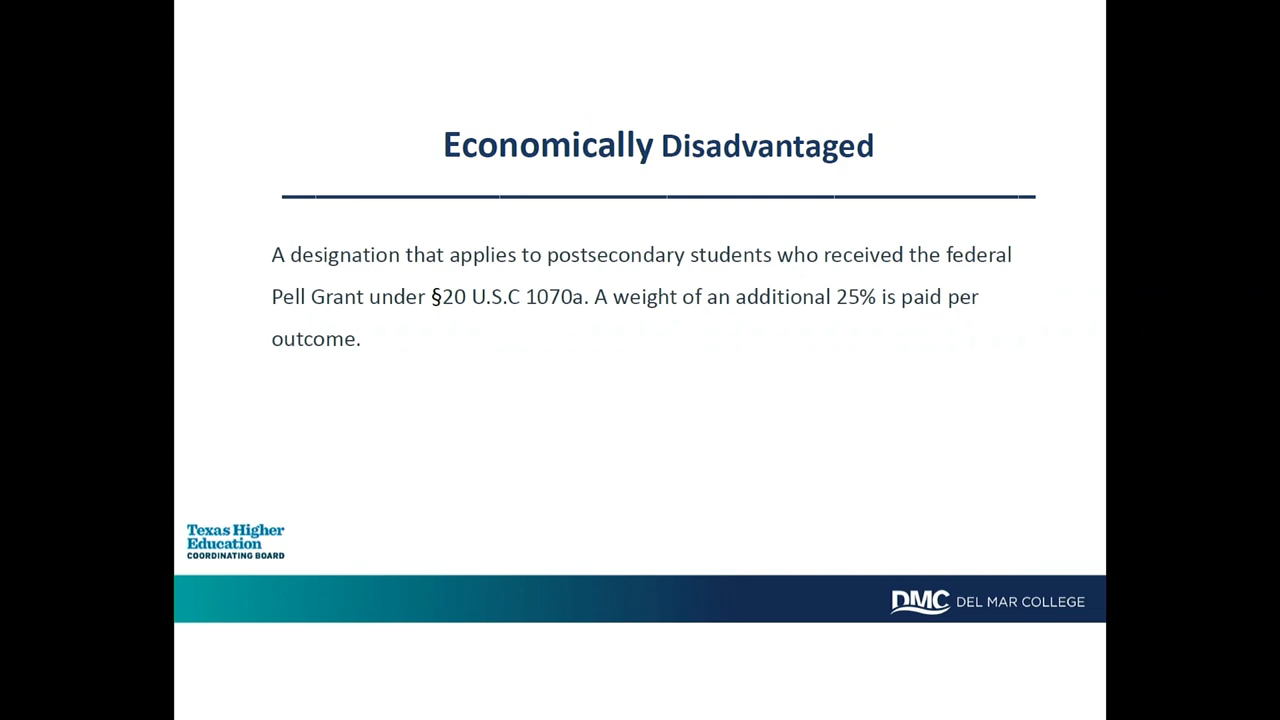 Economically Disadvantaged
A designation that applies to postsecondary students who received the federal
Pell Grant under §20 U.S.C 1070a. A weight of an additional 25% is paid per
outcome.
Texas Higher
Education
COORDINATING BOARD
DMC DEL MAR COLLEGE